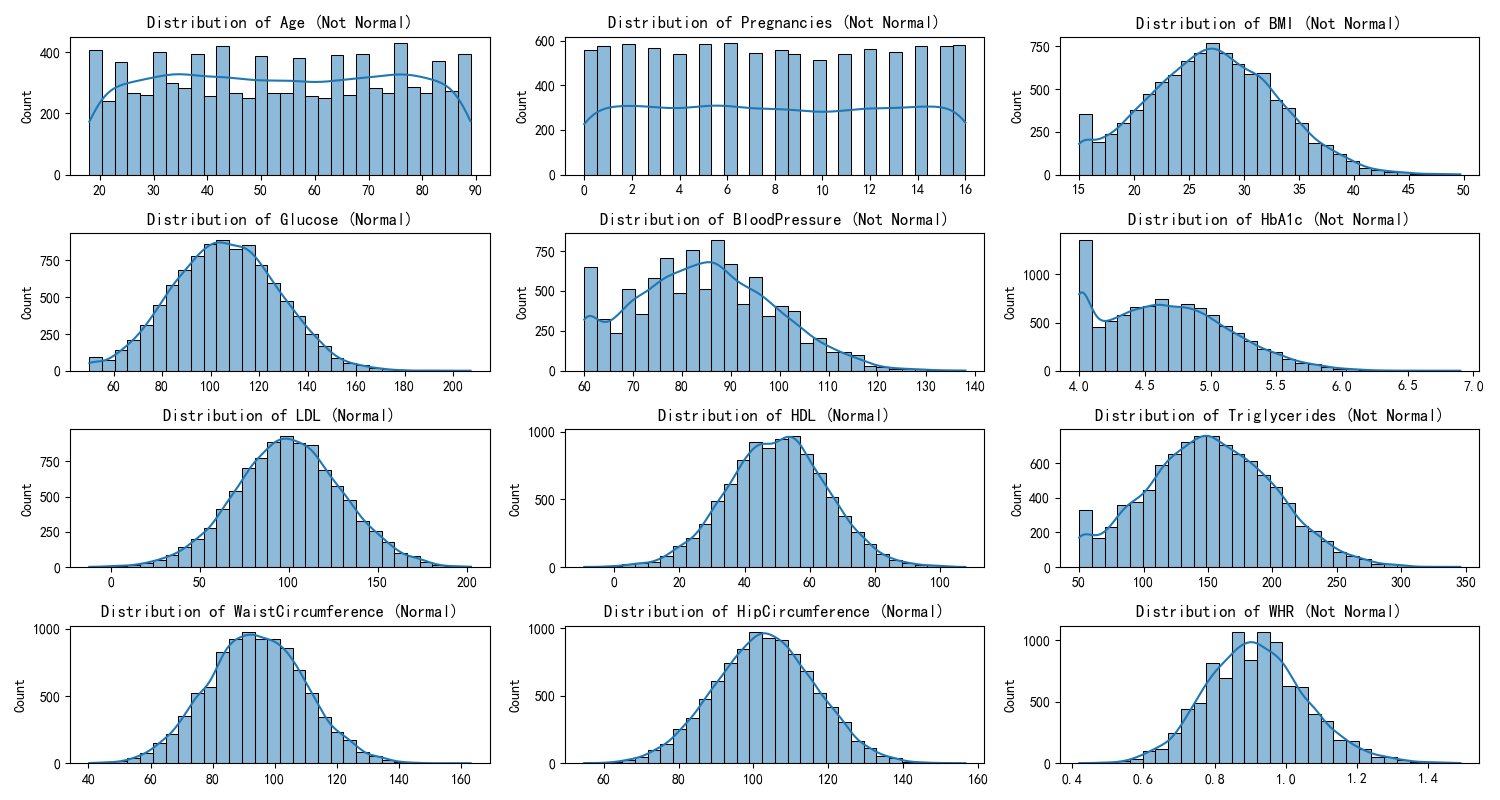 Distribution of Age (Not Normal)
Count
400
200
0
20 30 40 50 60 70 80 90
Distribution of Pregnancies (Not Normal)
Count
600
400
200
0
0 2 4 6 8 10 12 14 16
Distribution of BMI (Not Normal)
Count
750
500
250
0
15 20 25 30 35 40 45 50
Distribution of Glucose (Normal)
Count
750
500
250
0
60 80 100 120 140 160 180 200
Distribution of BloodPressure (Not Normal)
Count
750
500
250
0
60 70 80 90 100 110 120 130 140
Distribution of HbA1c (Not Normal)
Count
1000
500
0
4.0 4.5 5.0 5.5 6.0 6.5 7.0
Distribution of LDL (Normal)
Count
750
500
250
0
0 50 100 150 200
Distribution of HDL (Normal)
Count
1000
500
0
0 20 40 60 80 100
Distribution of Triglycerides (Not Normal)
Count
600
400
200
0
50 100 150 200 250 300 350
Distribution of WaistCircumference (Normal)
Count
1000
500
0
40 60 80 100 120 140 160
Distribution of HipCircumference (Normal)
Count
1000
500
0
60 80 100 120 140 160
Distribution of WHR (Not Normal)
Count
1000
500
0
0.4 0.6 0.8 1.0 1.2 1.4